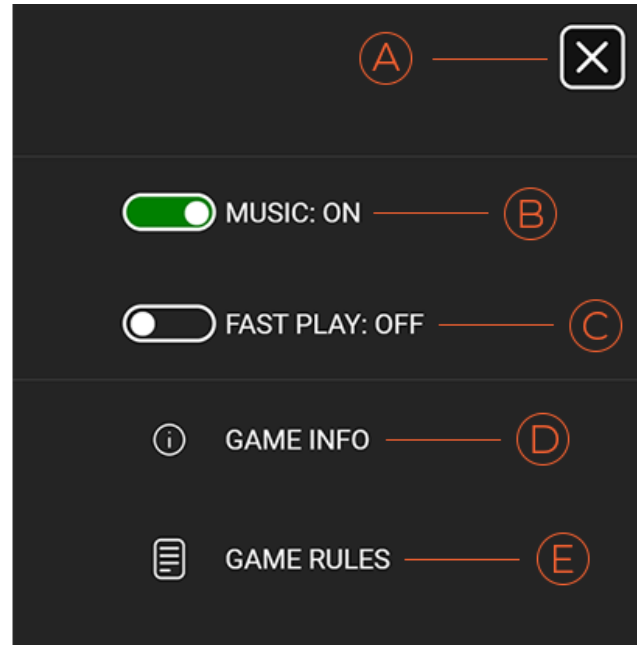 A
MUSIC: ON B
FAST PLAY: OFF C
GAME INFO D
GAME RULES E